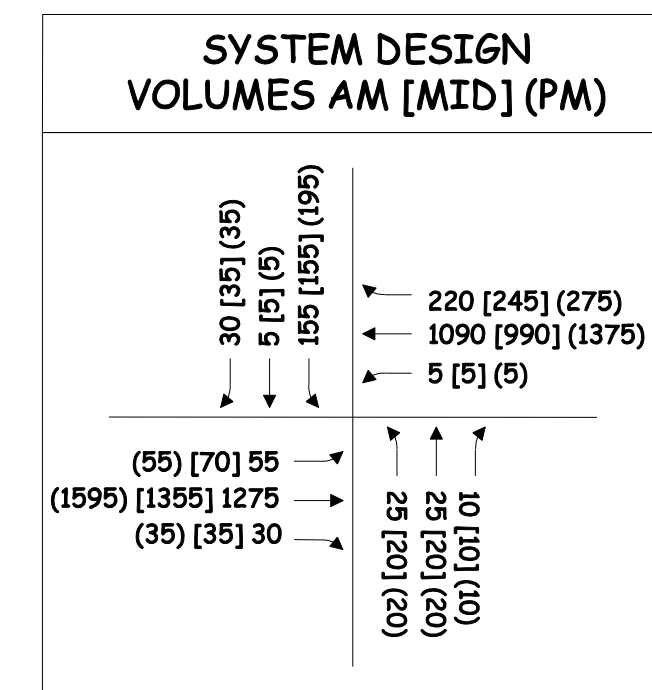 SYSTEM DESIGN
VOLUMES AM [MID] (PM)
30 [35] (35)
5 [5] (5)
155 [155] (195)
220 [245] (275)
1090 [990] (1375)
5 [5] (5)
(55) [70] 55
(1595) [1355] 1275
(35) [35] 30
25 [20] (20)
25 [20] (20)
10 [10] (10)